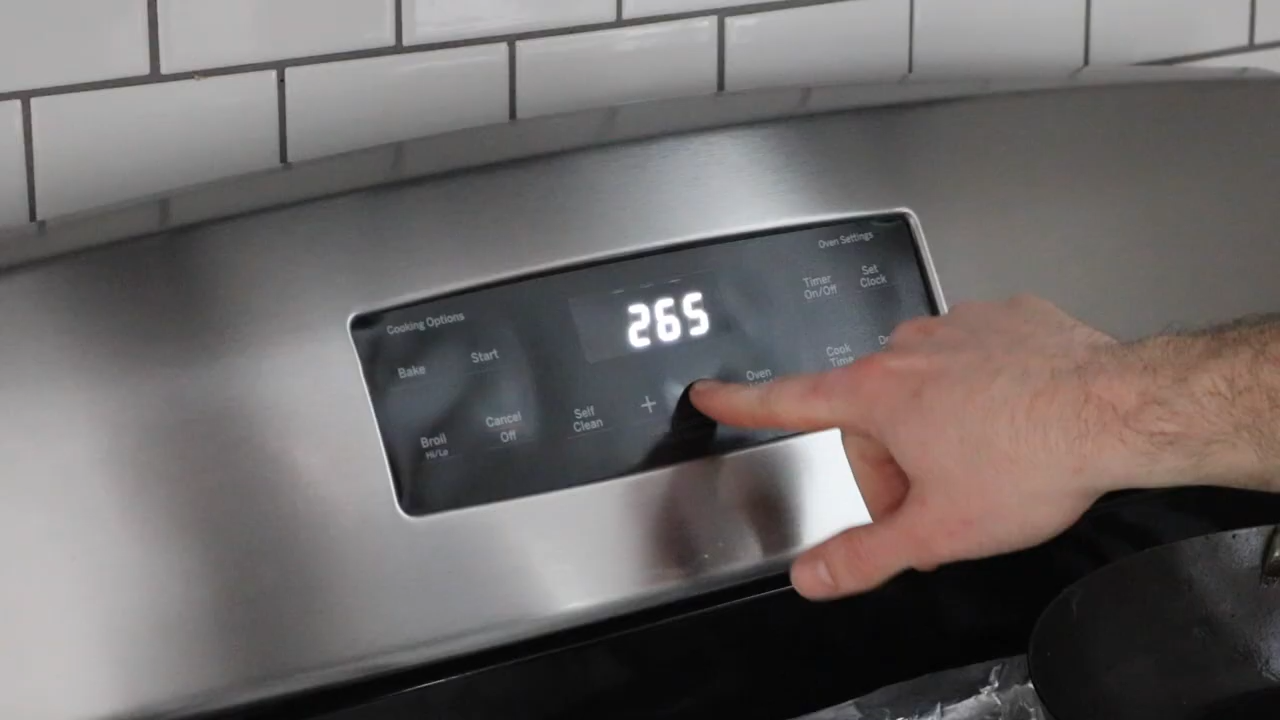 Oven Settings
Timer
On/Off
Set
Clock
265
Cooking Options
Bake
Start
Cook
Time
Oven
Self
Clean
+
Broil
Hi/Lo
Cancel
Off